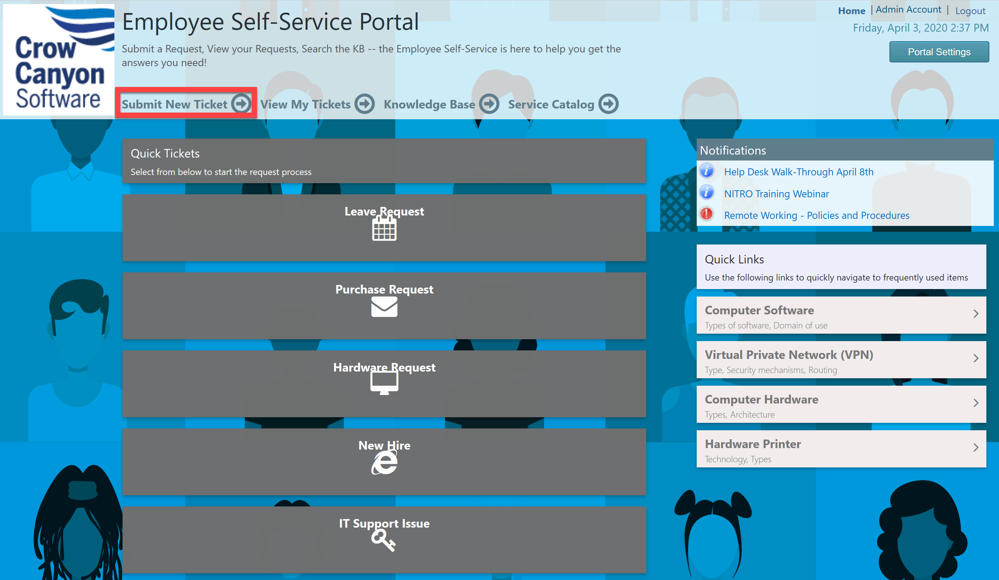 Crow
Canyon
Software
Employee Self-Service Portal
Submit a Request, View your Requests, Search the KB -- the Employee Self-Service is here to help you get the
answers you need!
Home | Admin Account | Logout
Friday, April 3, 2020 2:37 PM
Portal Settings
Submit New Ticket View My Tickets Knowledge Base Service Catalog
Quick Tickets
Select from below to start the request process
Leave Request
Purchase Request
Hardware Request
New Hire
IT Support Issue
Notifications
Help Desk Walk-Through April 8th
NITRO Training Webinar
Remote Working - Policies and Procedures
Quick Links
Use the following links to quickly navigate to frequently used items
Computer Software
Types of software, Domain of use
Virtual Private Network (VPN)
Type, Security mechanisms, Routing
Computer Hardware
Types, Architecture
Hardware Printer
Technology, Types